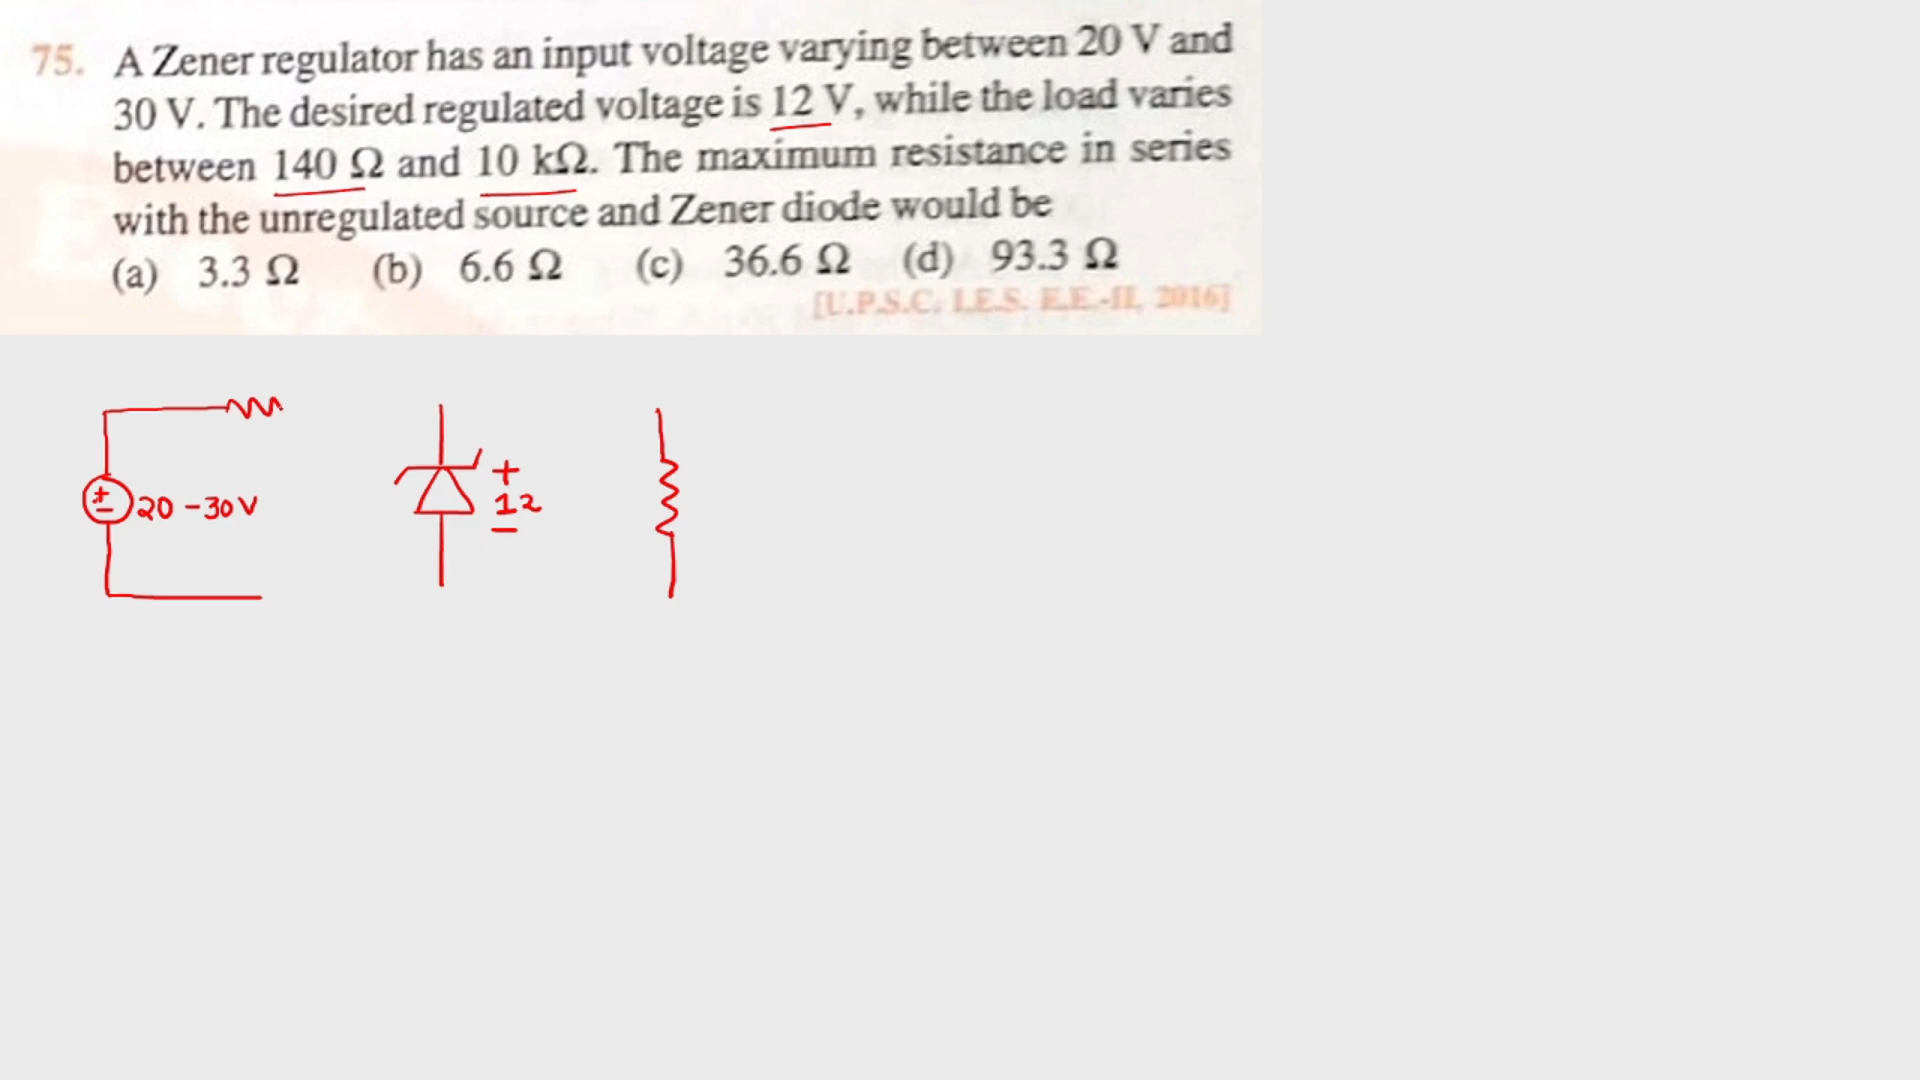 75. A Zener regulator has an input voltage varying between 20 V and
30 V. The desired regulated voltage is 12 V, while the load varies
between 140 Ω and 10 kΩ. The maximum resistance in series
with the unregulated source and Zener diode would be
(a) 3.3 Ω (b) 6.6 Ω (c) 36.6 Ω (d) 93.3 Ω
[U.P.S.C. I.E.S. E.E.-II, 2016]
+
± 20 -30V 12
−